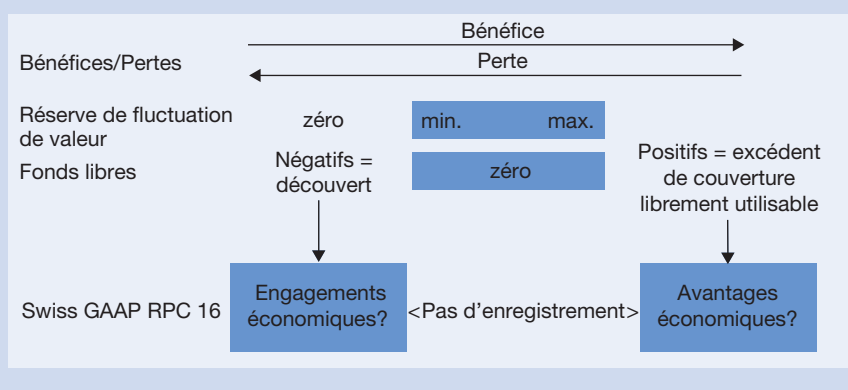 Bénéfice
Bénéfices/Pertes
Perte
Réserve de fluctuation
de valeur
zéro
min. max.
Fonds libres
Négatifs =
découvert
zéro
Positifs = excédent
de couverture
librement utilisable
Swiss GAAP RPC 16
Engagements
économiques?
<Pas d'enregistrement>
Avantages
économiques?